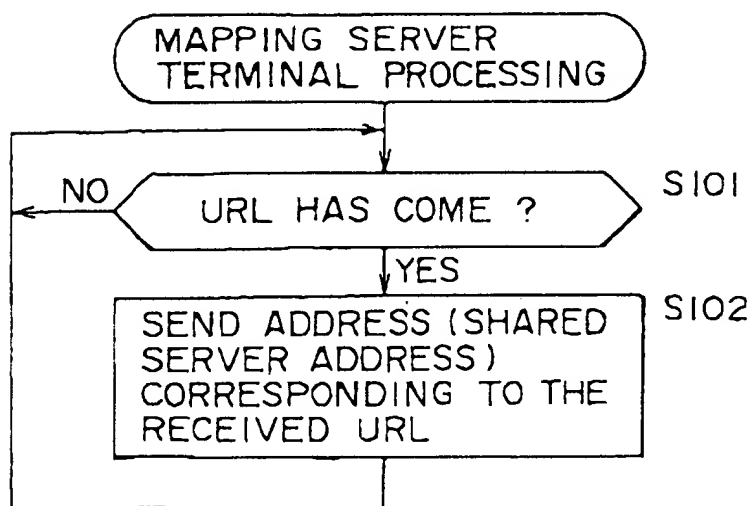 MAPPING SERVER
TERMINAL PROCESSING
NO
URL HAS COME ?
S101
YES
S102
SEND ADDRESS (SHARED
SERVER ADDRESS)
CORRESPONDING TO THE
RECEIVED URL